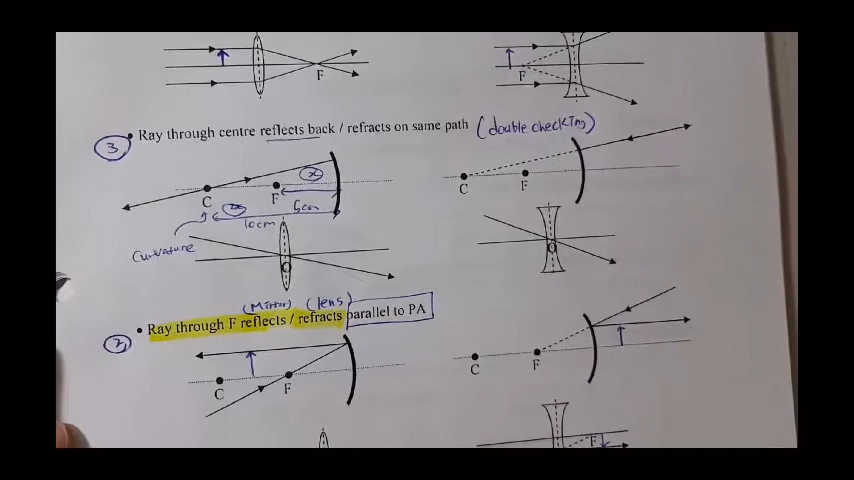 F
F
③ • Ray through centre reflects back / refracts on same path (double checking)
x
C
F
5cm
2x
10cm
Curvature
C
F
O
O
(Mirror) (lens)
② • Ray through F reflects / refracts parallel to PA
C
F
C
F
F